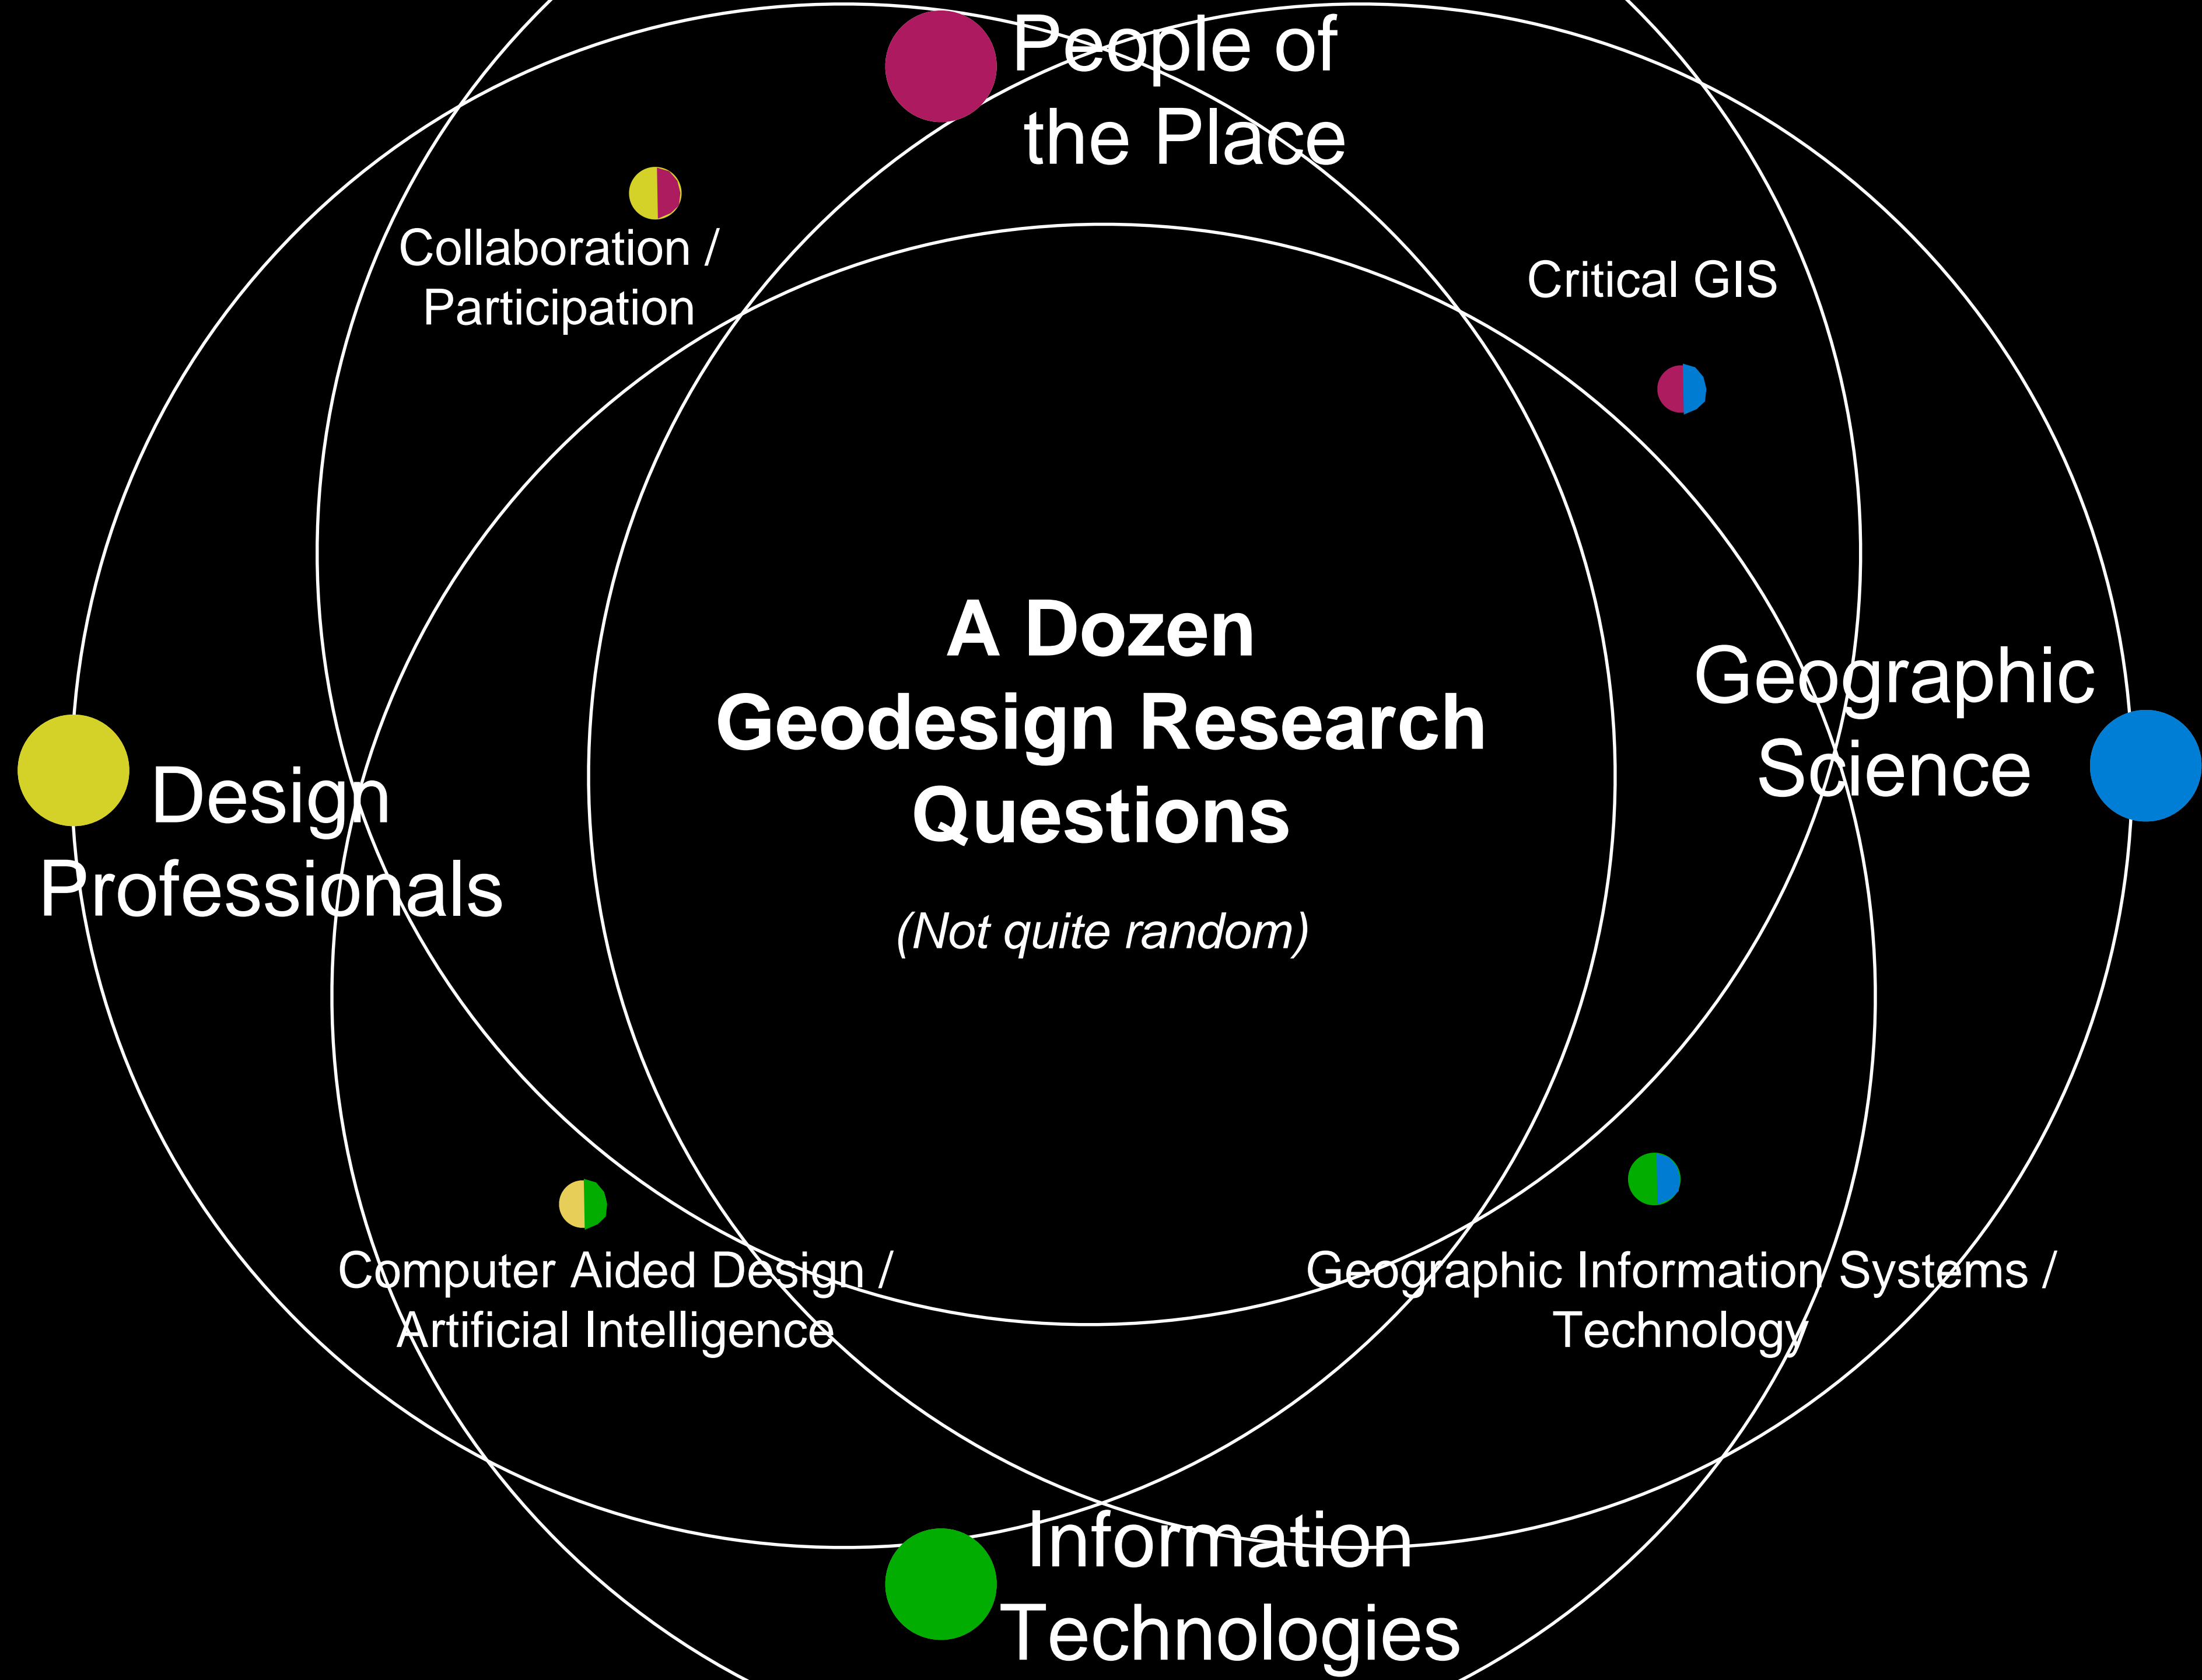 People of
the Place
Collaboration /
Participation
Critical GIS
A Dozen
Geodesign Research
Questions
(Not quite random)
Geographic
Science
Design
Professionals
Computer Aided Design /
Artificial Intelligence
Geographic Information Systems /
Technology
Information
Technologies